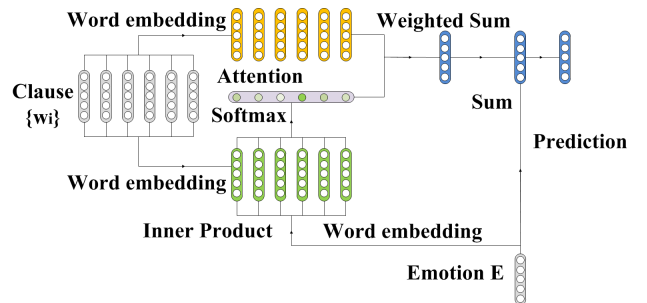 Word embedding
Weighted Sum
Attention
Clause
{wi}
Softmax
Sum
Prediction
Word embedding
Inner Product
Word embedding
Emotion E